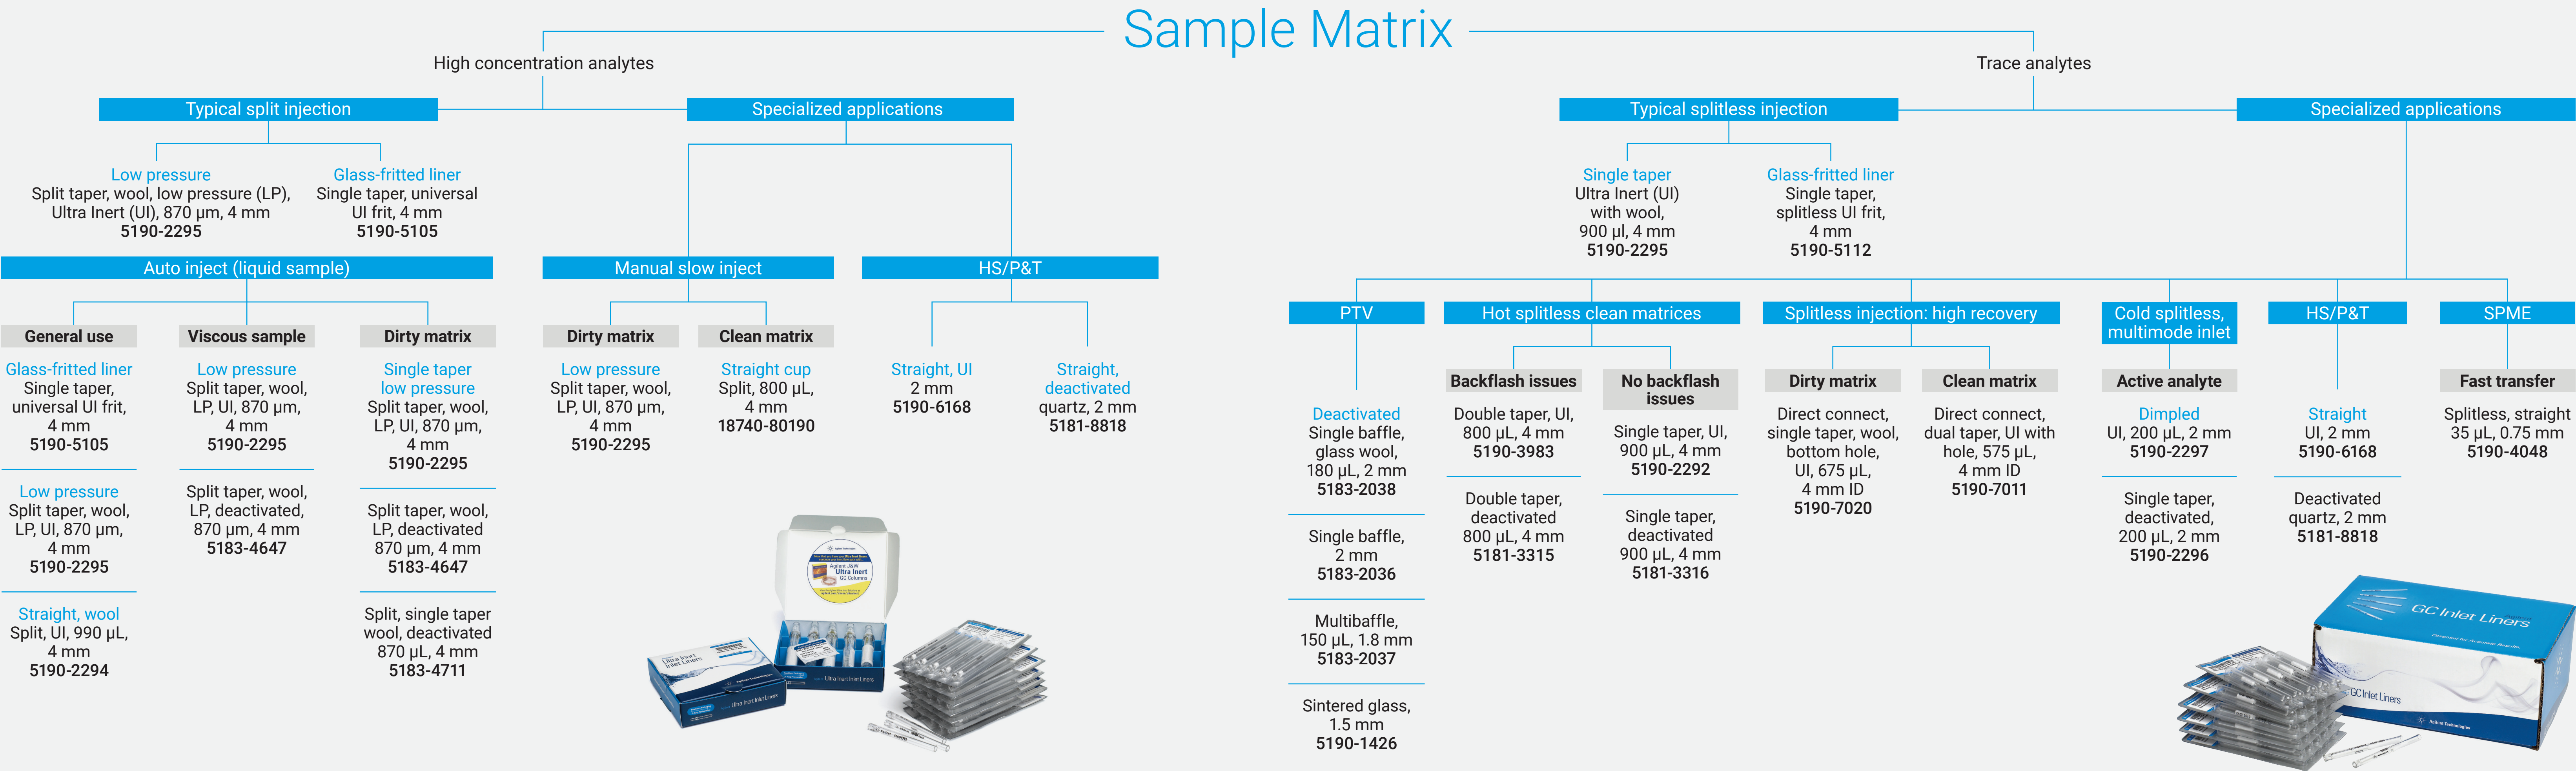 Sample Matrix
High concentration analytes
Typical split injection
Specialized applications
Low pressure
Split taper, wool, low pressure (LP),
Ultra Inert (UI), 870 µm, 4 mm
5190-2295
Glass-fritted liner
Single taper, universal
UI frit, 4 mm
5190-5105
Auto inject (liquid sample)
General use
Glass-fritted liner
Single taper,
universal UI frit,
4 mm
5190-5105
Low pressure
Split taper, wool,
LP, UI, 870 µm,
4 mm
5190-2295
Straight, wool
Split, UI, 990 µL,
4 mm
5190-2294
Viscous sample
Low pressure
Split taper, wool,
LP, UI, 870 µm,
4 mm
5190-2295
Split taper, wool,
LP, deactivated,
870 µm, 4 mm
5183-4647
Dirty matrix
Single taper
low pressure
Split taper, wool,
LP, UI, 870 µm,
4 mm
5190-2295
Split taper, wool,
LP, deactivated
870 µm, 4 mm
5183-4647
Split, single taper
wool, deactivated
870 µL, 4 mm
5183-4711
Manual slow inject
Dirty matrix
Low pressure
Split taper, wool,
LP, UI, 870 µm,
4 mm
5190-2295
Clean matrix
Straight cup
Split, 800 µL,
4 mm
18740-80190
HS/P&T
Straight, UI
2 mm
5190-6168
Straight,
deactivated
quartz, 2 mm
5181-8818
Trace analytes
Typical splitless injection
Specialized applications
Single taper
Ultra Inert (UI)
with wool,
900 µl, 4 mm
5190-2295
Glass-fritted liner
Single taper,
splitless UI frit,
4 mm
5190-5112
PTV
Deactivated
Single baffle,
glass wool,
180 µL, 2 mm
5183-2038
Single baffle,
2 mm
5183-2036
Multibaffle,
150 µL, 1.8 mm
5183-2037
Sintered glass,
1.5 mm
5190-1426
Hot splitless clean matrices
Backflash issues
Double taper, UI,
800 µL, 4 mm
5190-3983
Double taper,
deactivated
800 µL, 4 mm
5181-3315
No backflash
issues
Single taper, UI,
900 µL, 4 mm
5190-2292
Single taper,
deactivated
900 µL, 4 mm
5181-3316
Splitless injection: high recovery
Dirty matrix
Direct connect,
single taper, wool,
bottom hole,
UI, 675 µL,
4 mm ID
5190-7020
Clean matrix
Direct connect,
dual taper, UI with
hole, 575 µL,
4 mm ID
5190-7011
Cold splitless,
multimode inlet
Active analyte
Dimpled
UI, 200 µL, 2 mm
5190-2297
Single taper,
deactivated,
200 µL, 2 mm
5190-2296
HS/P&T
Straight
UI, 2 mm
5190-6168
Deactivated
quartz, 2 mm
5181-8818
SPME
Fast transfer
Splitless, straight
35 µL, 0.75 mm
5190-4048
Agilent J&W
Ultra Inert
GC Columns
Ultra Inert
Inlet Liners
Agilent Technologies
Ultra Inert Inlet Liners
GC Inlet Liners
GC Inlet Liners
Agilent Technologies